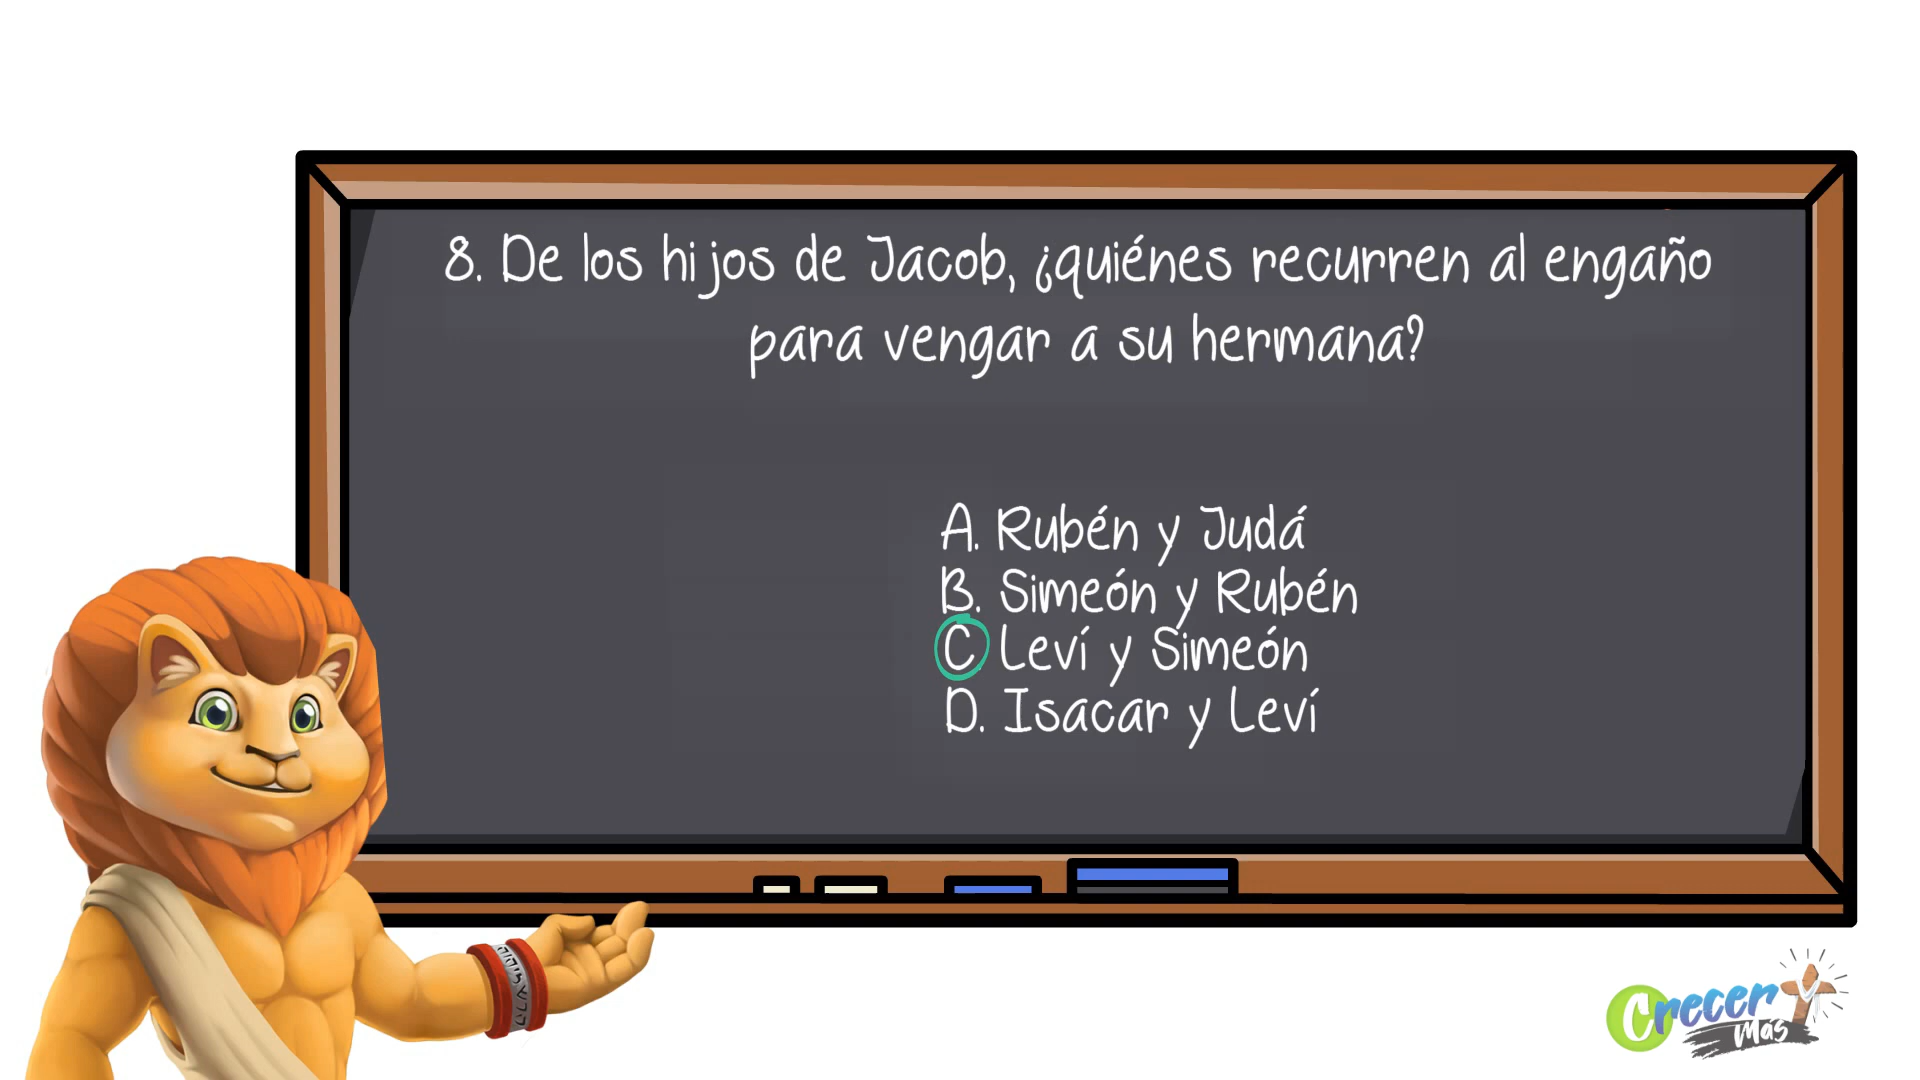 8. De los hijos de Jacob, ¿quiénes recurren al engaño
para vengar a su hermana?
A. Rubén y Judá
B. Simeón y Rubén
C Leví y Simeón
D. Isacar y Leví
Crecer
Más